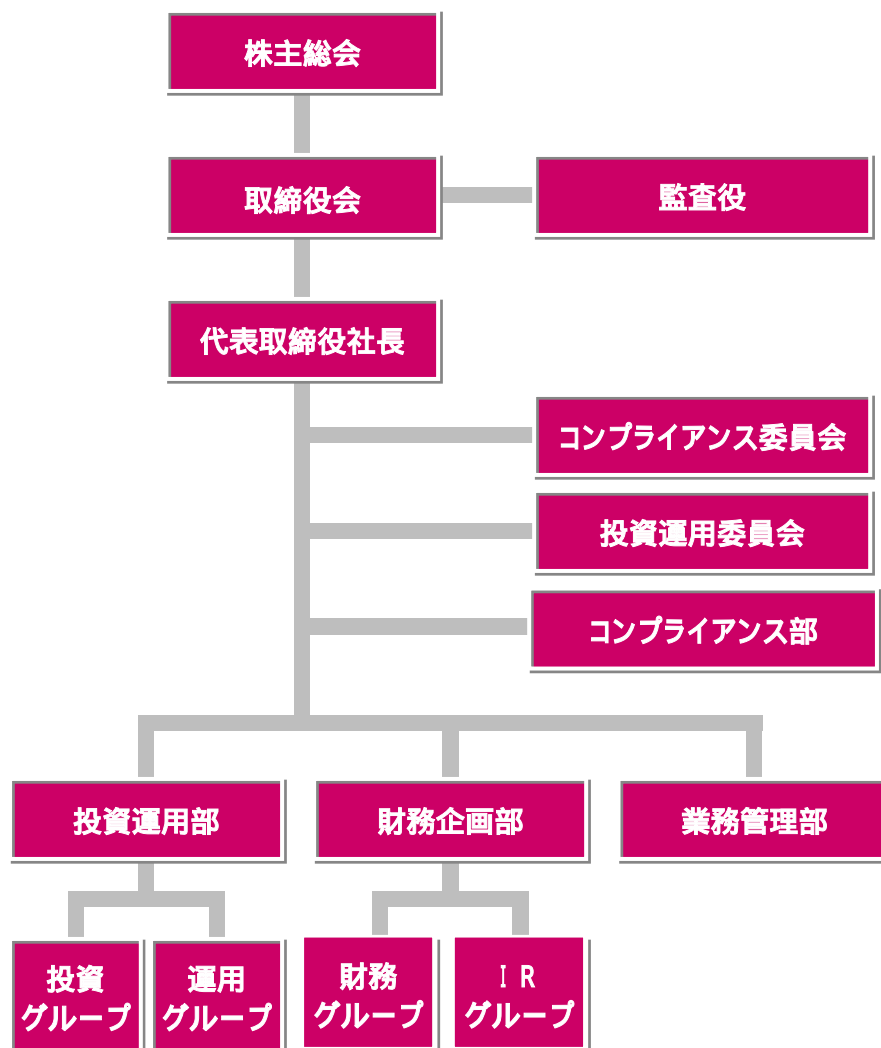 株主総会
取締役会
監査役
代表取締役社長
コンプライアンス委員会
投資運用委員会
コンプライアンス部
投資運用部
財務企画部
業務管理部
投資
グループ
運用
グループ
財務
グループ
ＩＲ
グループ